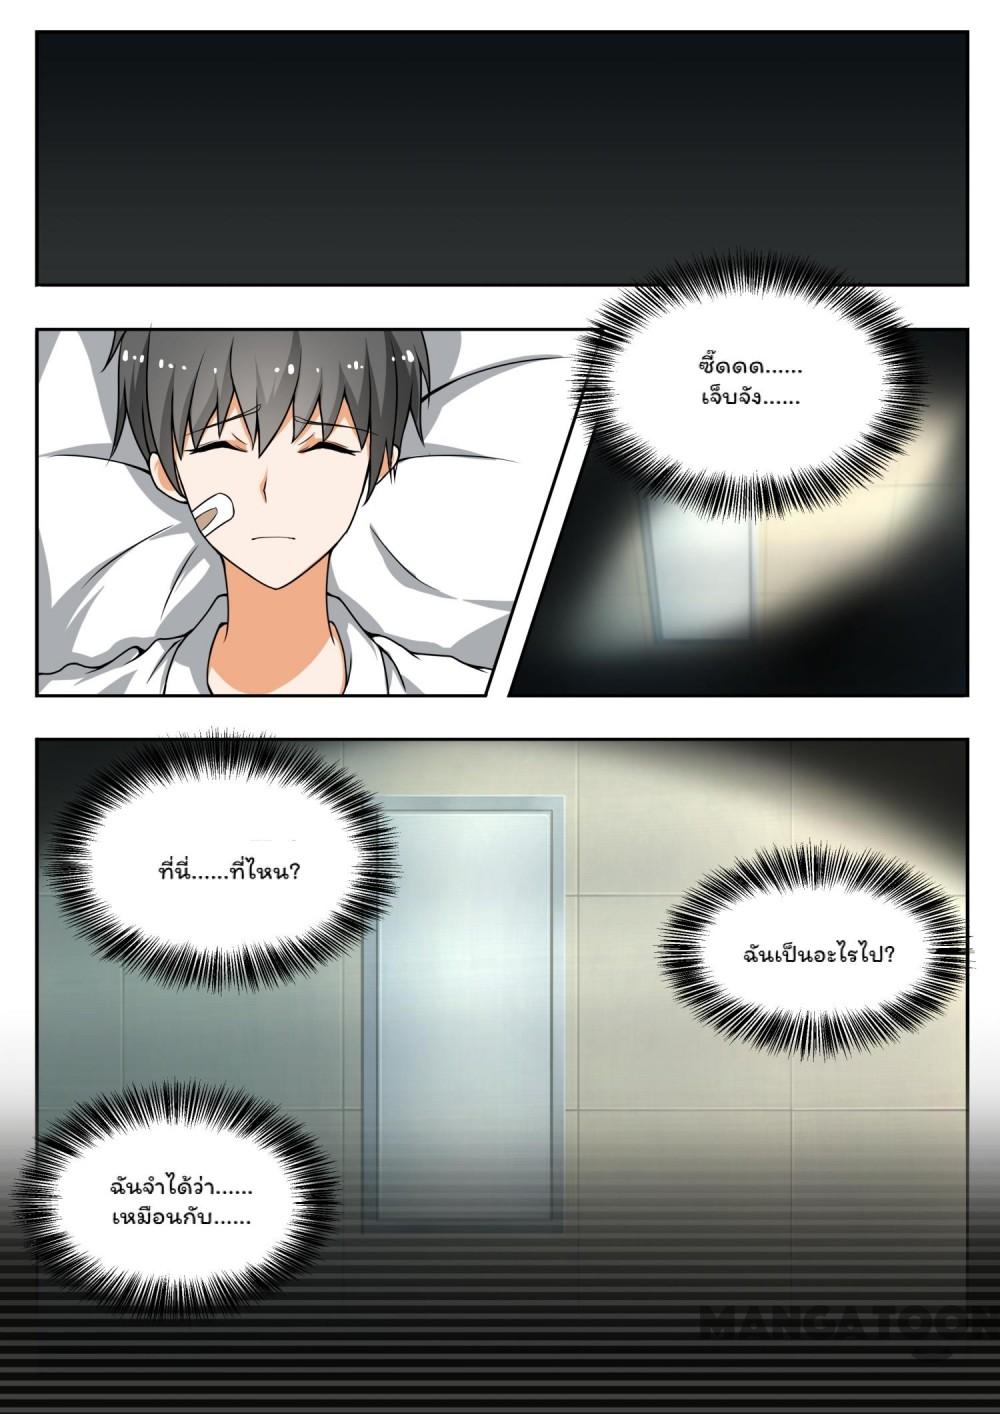 ซี๊ดดด......
เจ็บจัง......
ที่นี่......ที่ไหน?
ฉันเป็นอะไรไป?
ฉันจำได้ว่า......
เหมือนกับ......
MANGATOON